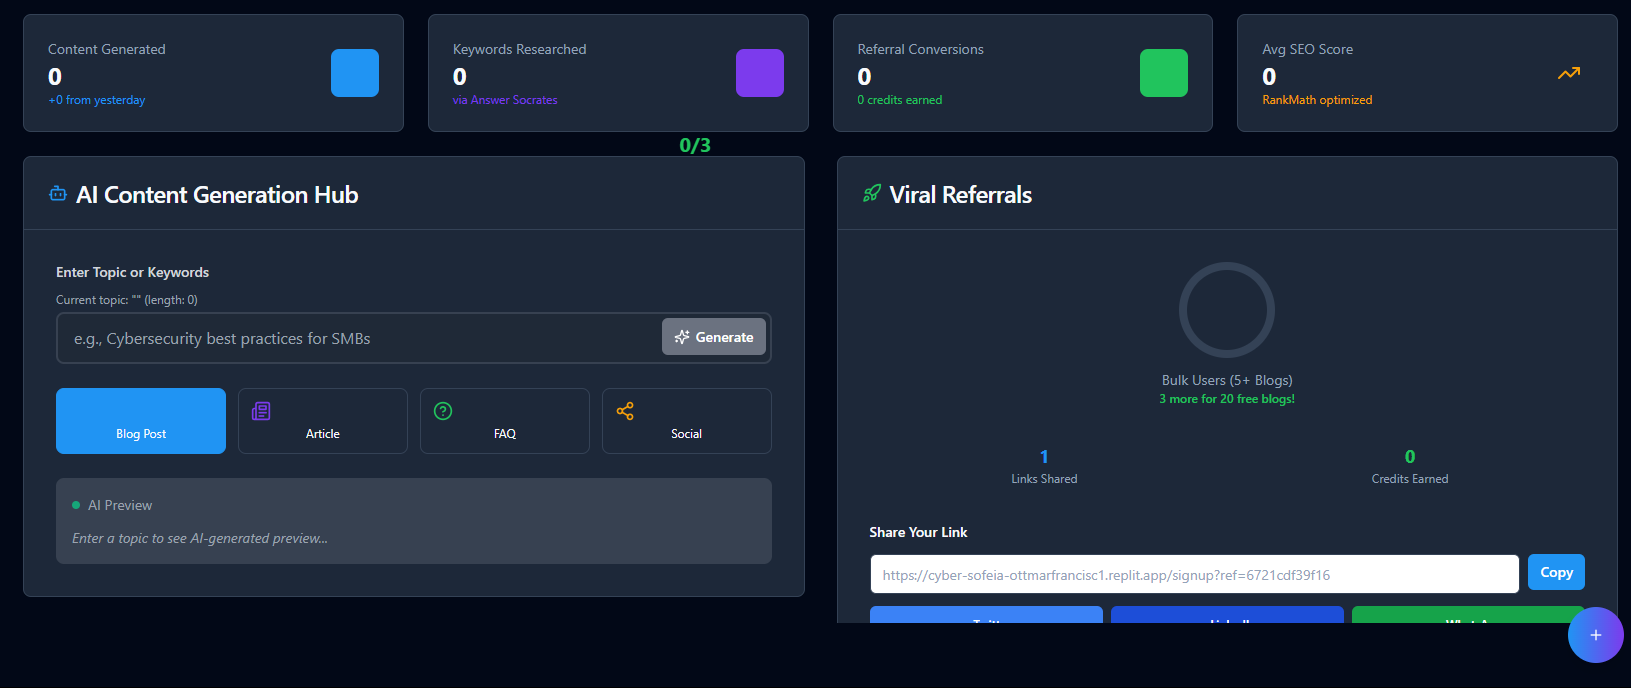 Content Generated
0
+0 from yesterday
Keywords Researched
0
via Answer Socrates
Referral Conversions
0
0 credits earned
Avg SEO Score
0
RankMath optimized
0/3
AI Content Generation Hub
Enter Topic or Keywords
Current topic: "" (length: 0)
e.g., Cybersecurity best practices for SMBs
Generate
Blog Post
Article
FAQ
Social
AI Preview
Enter a topic to see AI-generated preview...
Viral Referrals
Bulk Users (5+ Blogs)
3 more for 20 free blogs!
1
Links Shared
0
Credits Earned
Share Your Link
https://cyber-sofeia-ottmarfrancisc1.replit.app/signup?ref=6721cdf39f16
Copy
+